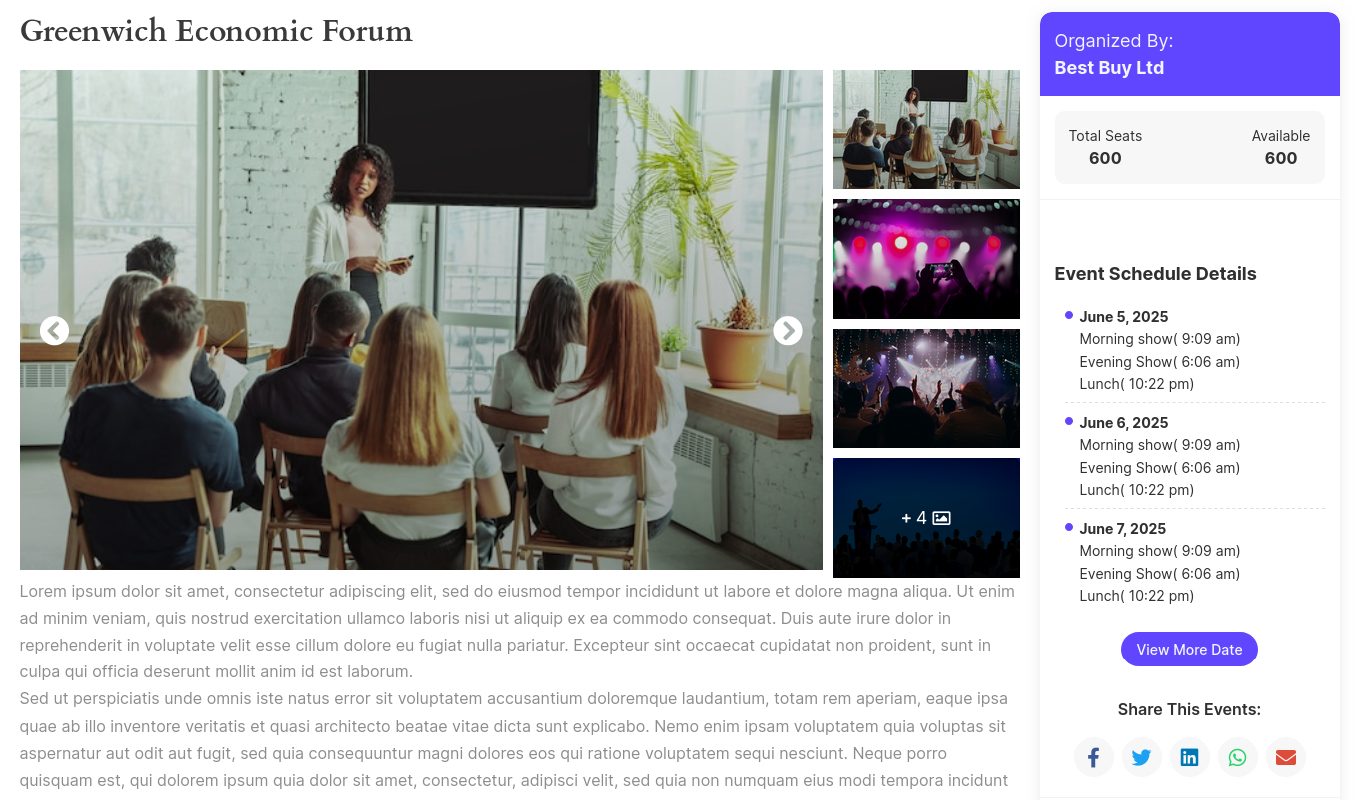 Greenwich Economic Forum
+ 4
Lorem ipsum dolor sit amet, consectetur adipiscing elit, sed do eiusmod tempor incididunt ut labore et dolore magna aliqua. Ut enim
ad minim veniam, quis nostrud exercitation ullamco laboris nisi ut aliquip ex ea commodo consequat. Duis aute irure dolor in
reprehenderit in voluptate velit esse cillum dolore eu fugiat nulla pariatur. Excepteur sint occaecat cupidatat non proident, sunt in
culpa qui officia deserunt mollit anim id est laborum.
Sed ut perspiciatis unde omnis iste natus error sit voluptatem accusantium doloremque laudantium, totam rem aperiam, eaque ipsa
quae ab illo inventore veritatis et quasi architecto beatae vitae dicta sunt explicabo. Nemo enim ipsam voluptatem quia voluptas sit
aspernatur aut odit aut fugit, sed quia consequuntur magni dolores eos qui ratione voluptatem sequi nesciunt. Neque porro
quisquam est, qui dolorem ipsum quia dolor sit amet, consectetur, adipisci velit, sed quia non numquam eius modi tempora incidunt
Organized By:
Best Buy Ltd
Total Seats
600
Available
600
Event Schedule Details
June 5, 2025
Morning show( 9:09 am)
Evening Show( 6:06 am)
Lunch( 10:22 pm)
June 6, 2025
Morning show( 9:09 am)
Evening Show( 6:06 am)
Lunch( 10:22 pm)
June 7, 2025
Morning show( 9:09 am)
Evening Show( 6:06 am)
Lunch( 10:22 pm)
View More Date
Share This Events: